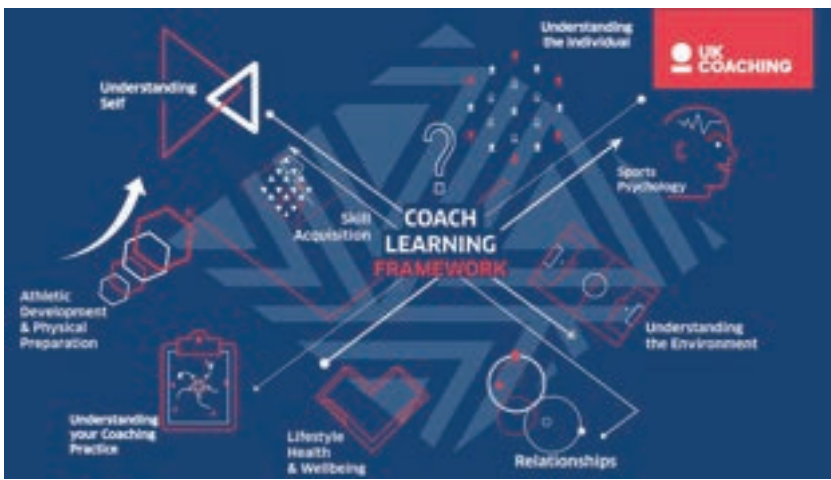 Understanding
the Individual
UK
COACHING
Understanding
Self
?
Sports
Psychology
Skill
Acquisition
COACH
LEARNING
FRAMEWORK
Athletic
Development
& Physical
Preparation
Understanding
the Environment
Understanding
your Coaching
Practice
Lifestyle
Health
& Wellbeing
Relationships